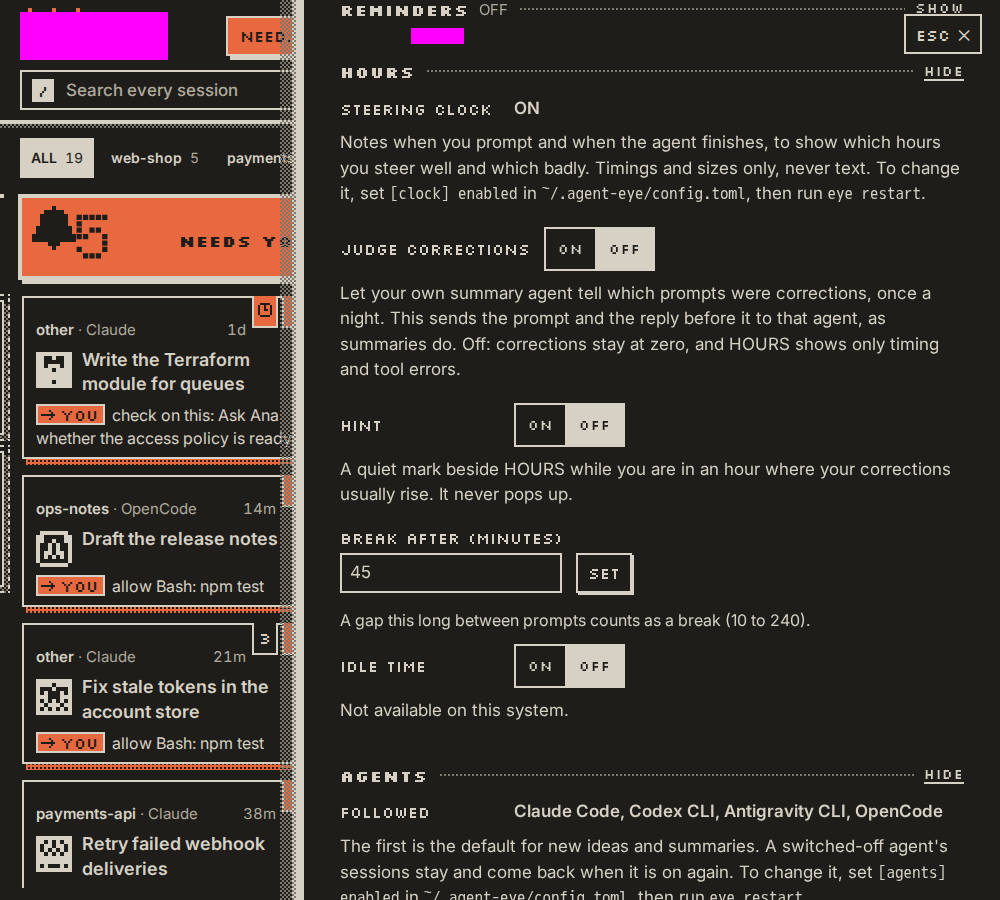 NEED
/ Search every session
ALL 19 web-shop 5 payments
5 NEEDS YO
other · Claude 1d
Write the Terraform
module for queues
→ YOU check on this: Ask Ana
whether the access policy is ready
ops-notes · OpenCode 14m
Draft the release notes
→ YOU allow Bash: npm test
3
other · Claude 21m
Fix stale tokens in the
account store
→ YOU allow Bash: npm test
payments-api · Claude 38m
Retry failed webhook
deliveries
REMINDERS OFF SHOW
ESC ×
HOURS HIDE
STEERING CLOCK ON
Notes when you prompt and when the agent finishes, to show which hours
you steer well and which badly. Timings and sizes only, never text. To change
it, set [clock] enabled in ~/.agent-eye/config.toml, then run eye restart.
JUDGE CORRECTIONS ON OFF
Let your own summary agent tell which prompts were corrections, once a
night. This sends the prompt and the reply before it to that agent, as
summaries do. Off: corrections stay at zero, and HOURS shows only timing
and tool errors.
HINT ON OFF
A quiet mark beside HOURS while you are in an hour where your corrections
usually rise. It never pops up.
BREAK AFTER (MINUTES)
45 SET
A gap this long between prompts counts as a break (10 to 240).
IDLE TIME ON OFF
Not available on this system.
AGENTS HIDE
FOLLOWED Claude Code, Codex CLI, Antigravity CLI, OpenCode
The first is the default for new ideas and summaries. A switched-off agent's
sessions stay and come back when it is on again. To change it, set [agents]
enabled in ~/.agent-eye/config.toml, then run eye restart.